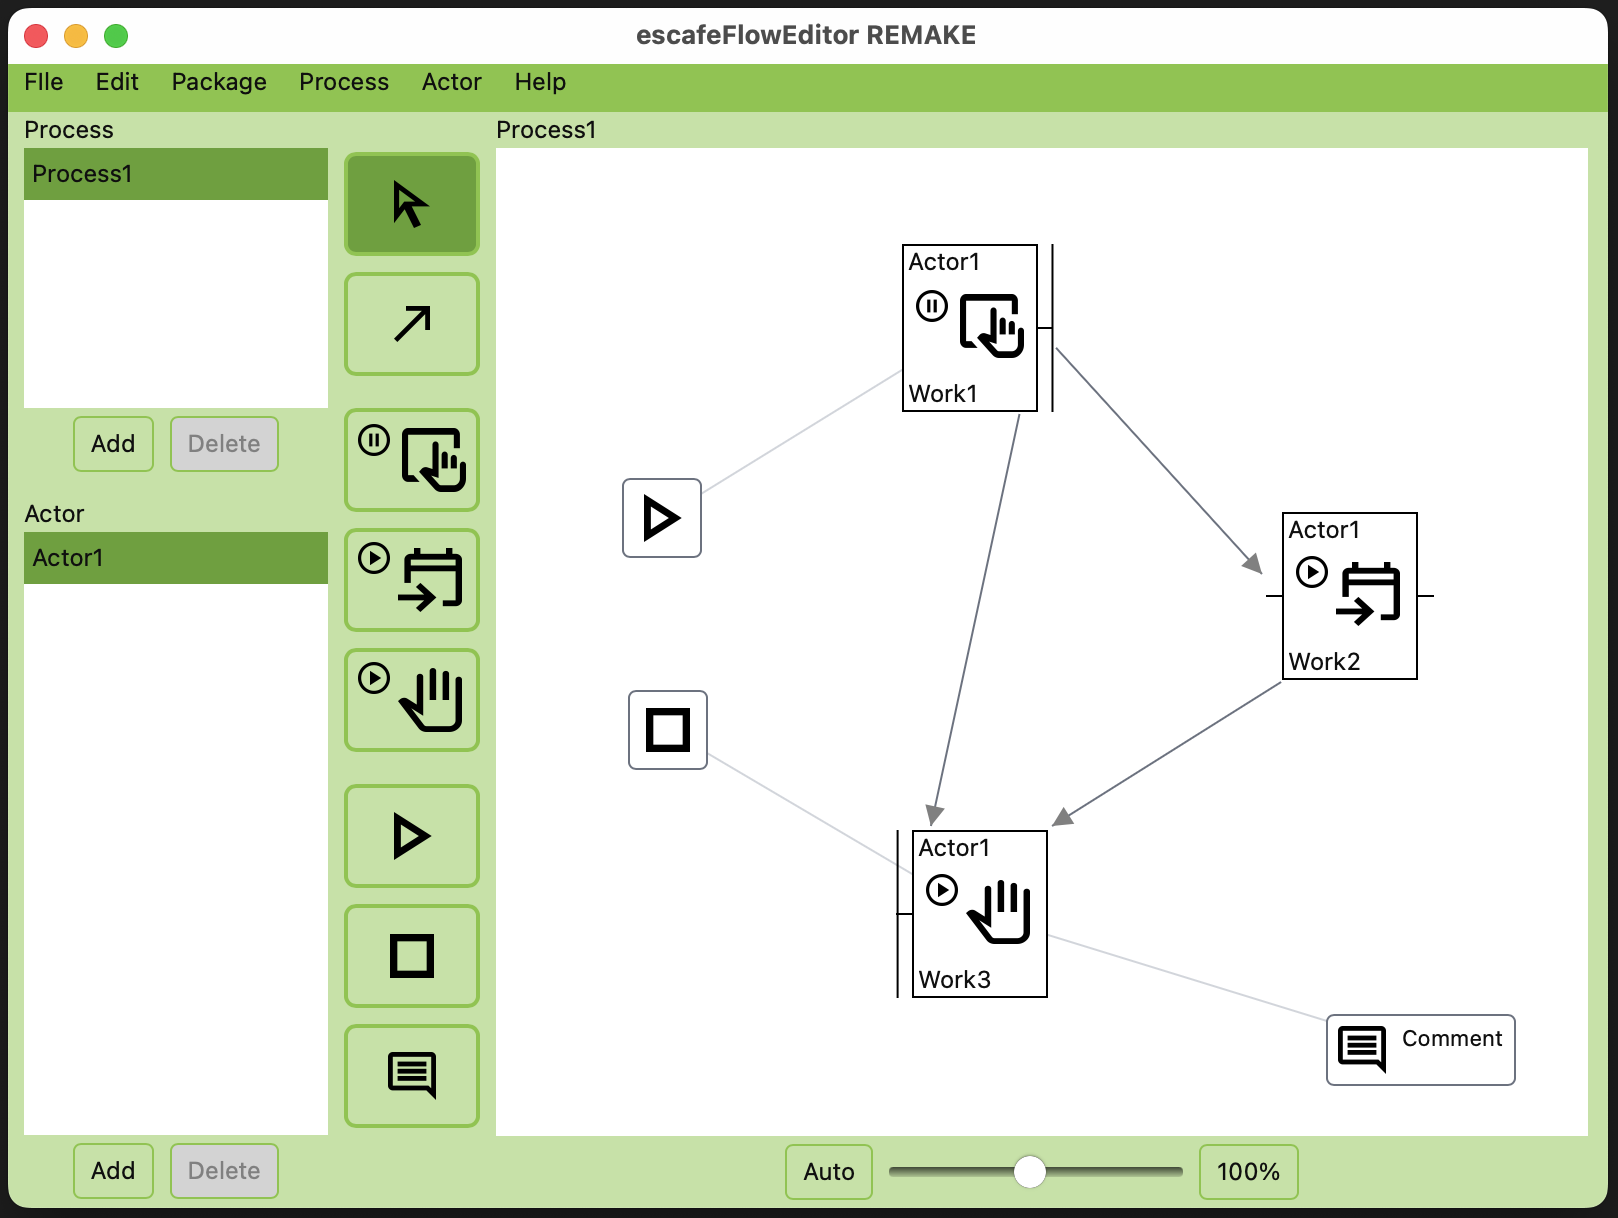 escafeFlowEditor REMAKE
FIle Edit Package Process Actor Help
Process
Process1
Add Delete
Actor
Actor1
Add Delete
Process1
Actor1
Work1
Actor1
Work2
Actor1
Work3
Comment
Auto 100%